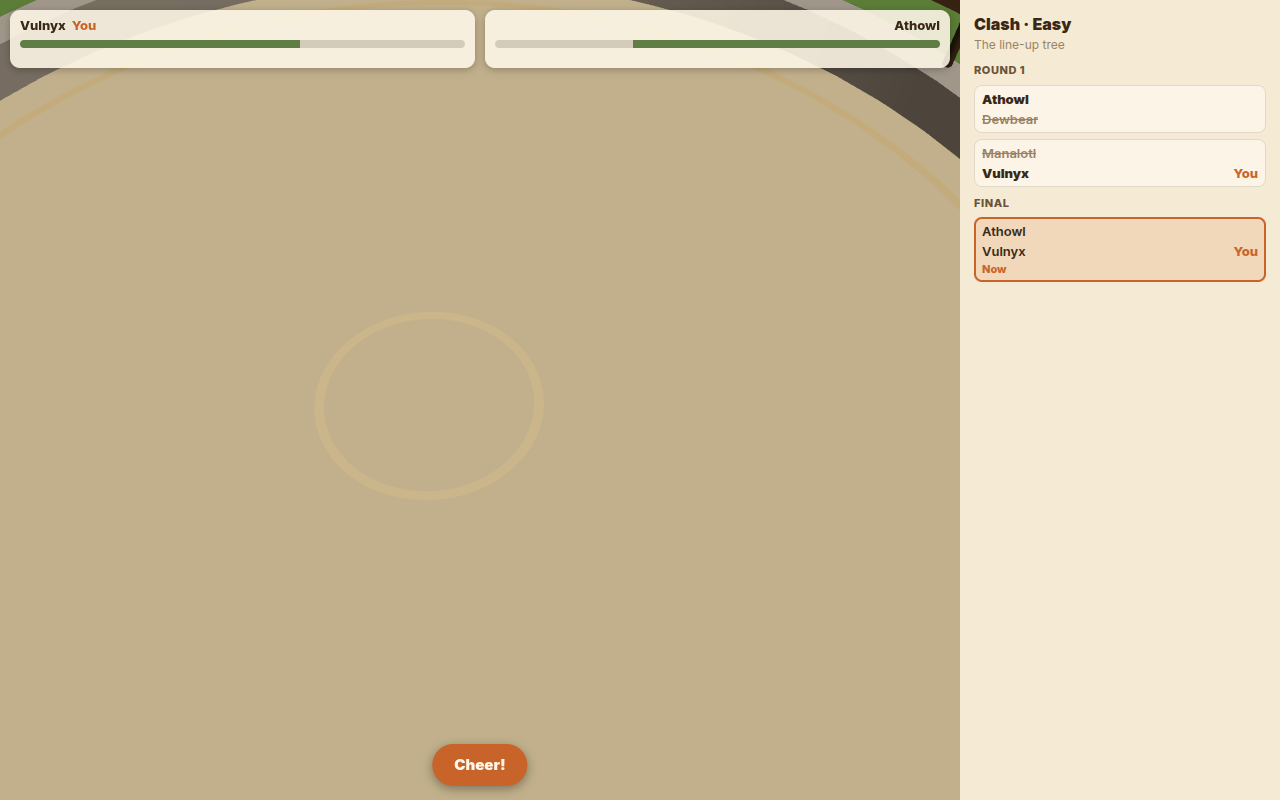 Vulnyx You
Athowl
Clash · Easy
The line-up tree
ROUND 1
Athowl
Dewbear
Manalotl
Vulnyx You
FINAL
Athowl
Vulnyx You
Now
Cheer!